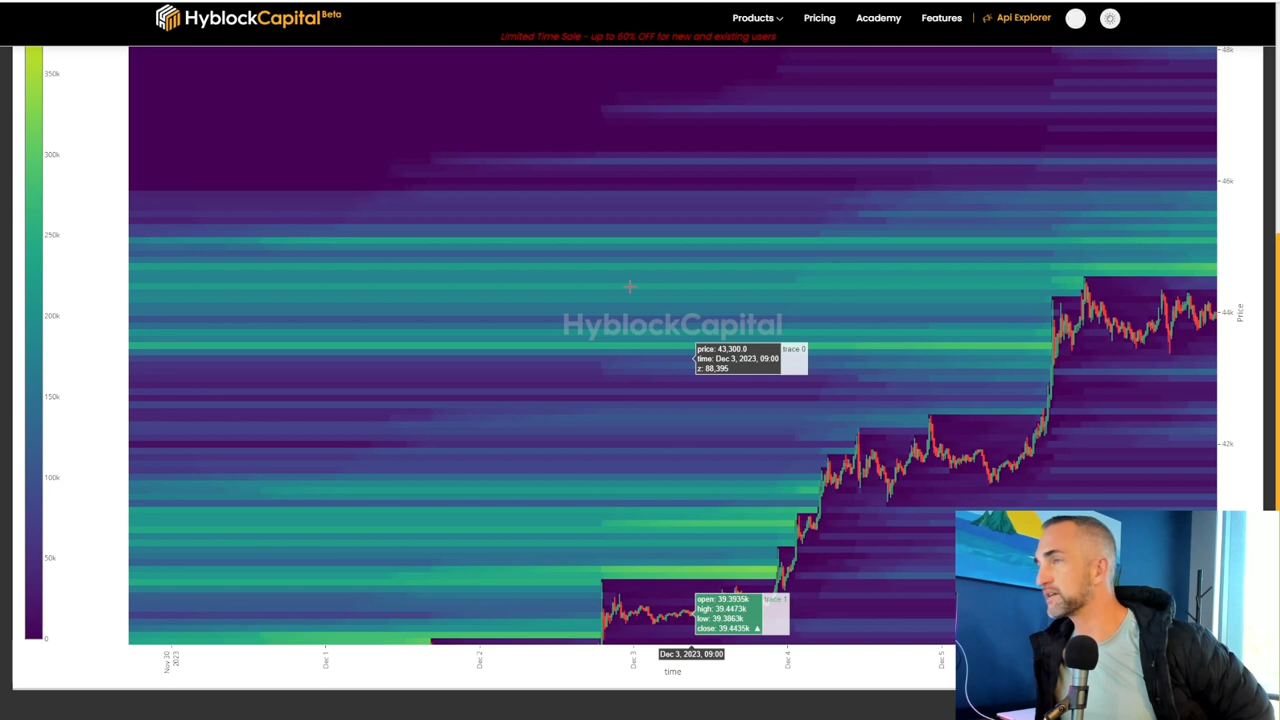 HyblockCapital Beta
Products
Pricing
Academy
Features
Api Explorer
Limited Time Sale - up to 60% OFF for new and existing users
350k
300k
250k
200k
150k
100k
50k
0
48k
46k
44k
42k
Price
HyblockCapital
price: 43,300.0
time: Dec 3, 2023, 09:00
z: 88,395
trace 0
open: 39.3935k
high: 39.4473k
low: 39.3863k
close: 39.4435k ▲
trace 1
Nov 30
2023
Dec 1
Dec 2
Dec 3
Dec 4
Dec 5
Dec 3, 2023, 09:00
time